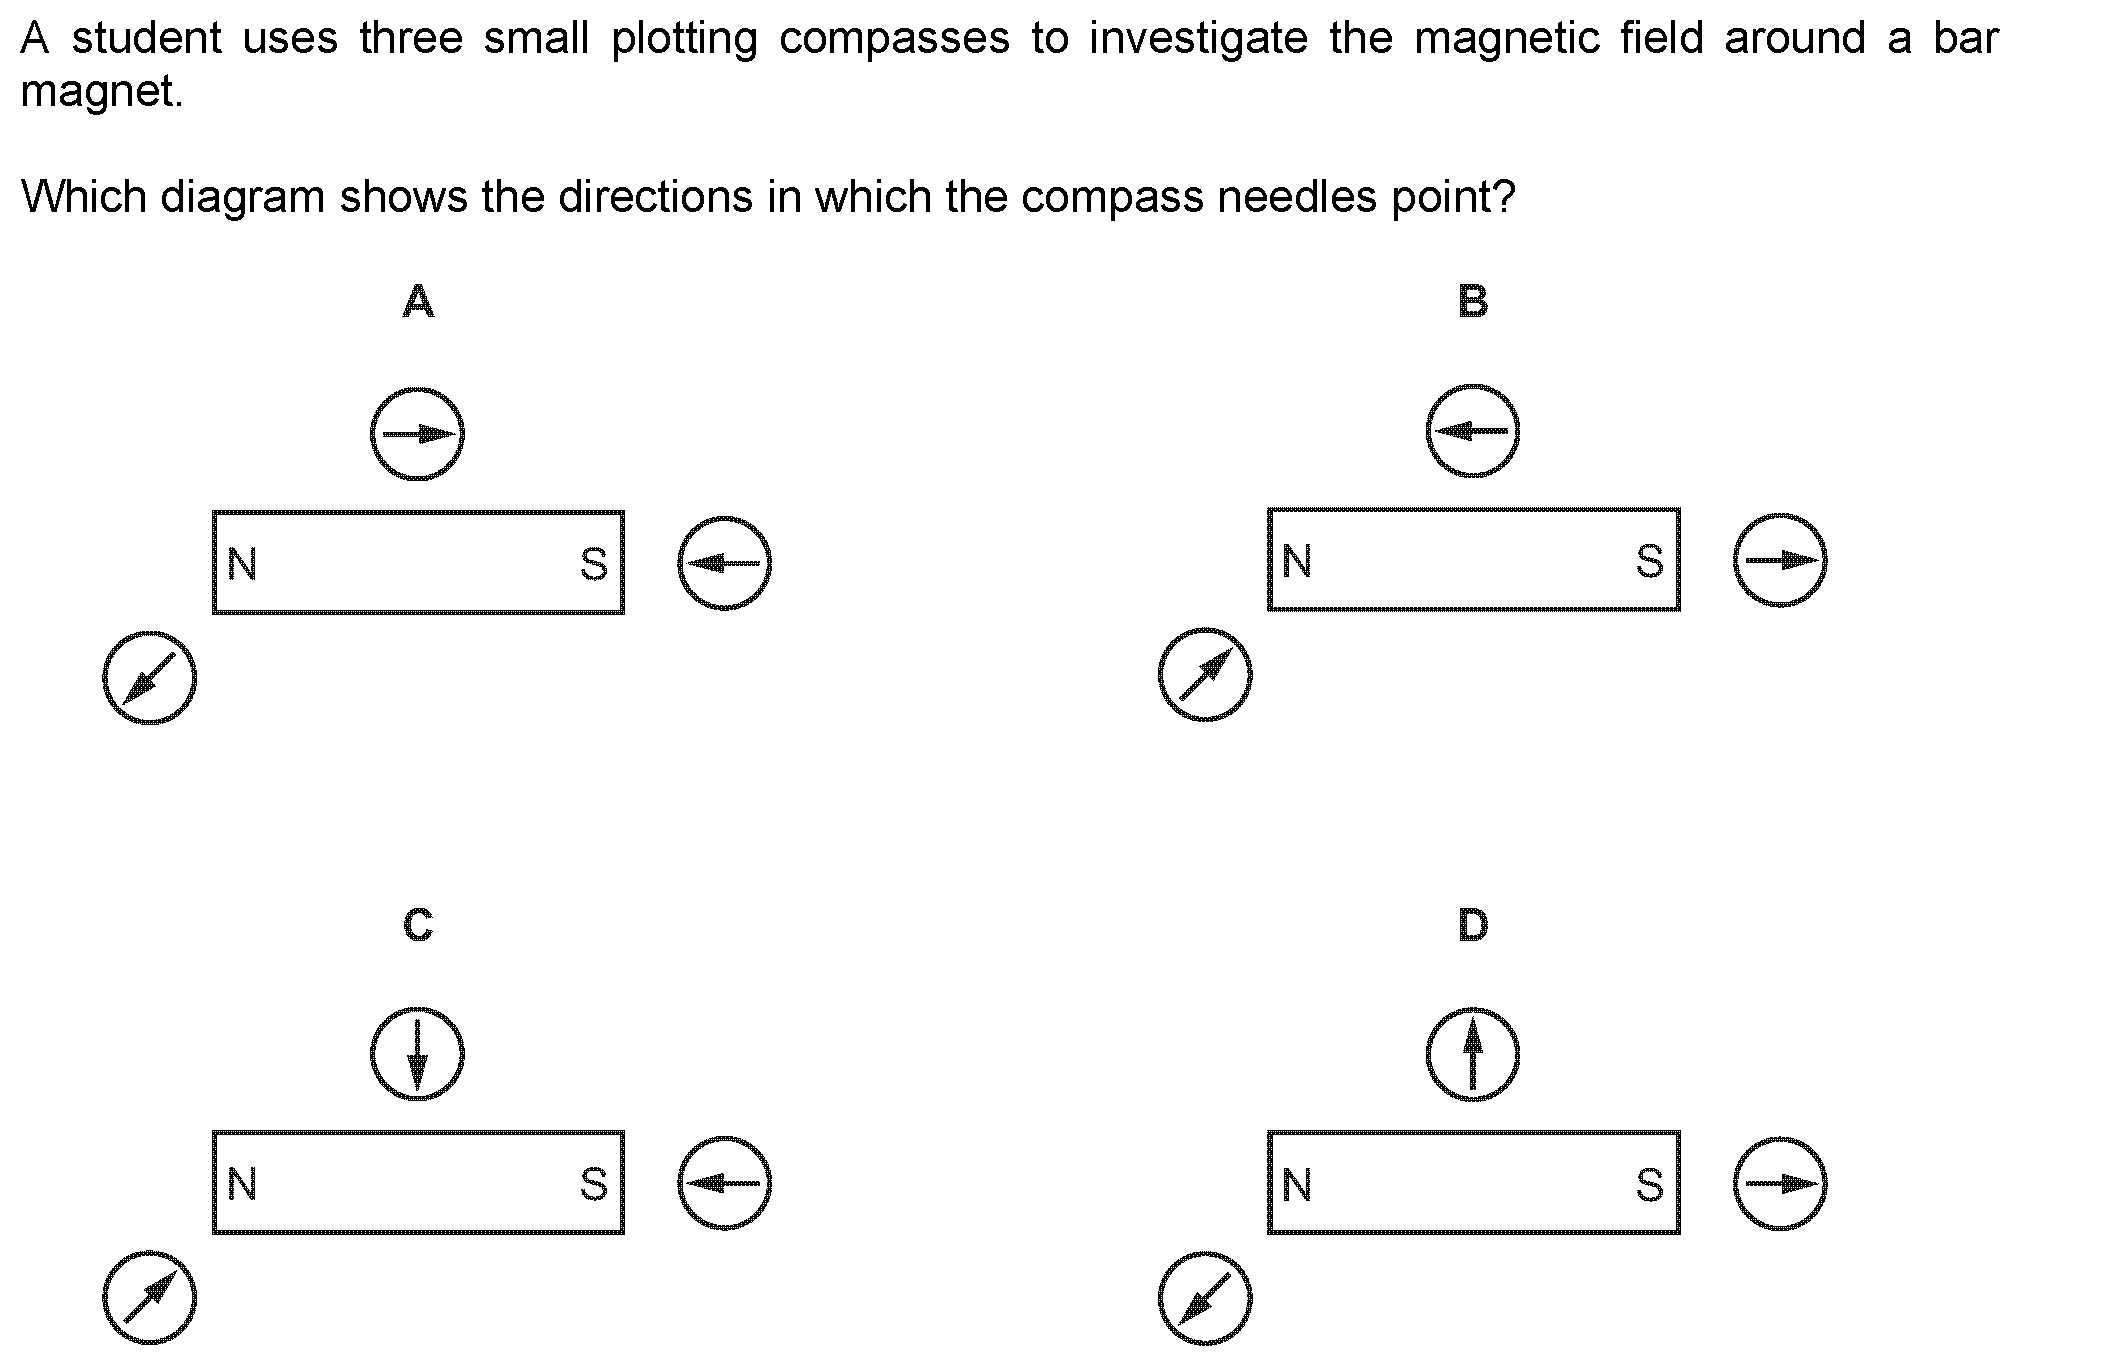 A student uses three small plotting compasses to investigate the magnetic field around a bar
magnet.
Which diagram shows the directions in which the compass needles point?
A
B
N S
N S
C
D
N S
N S